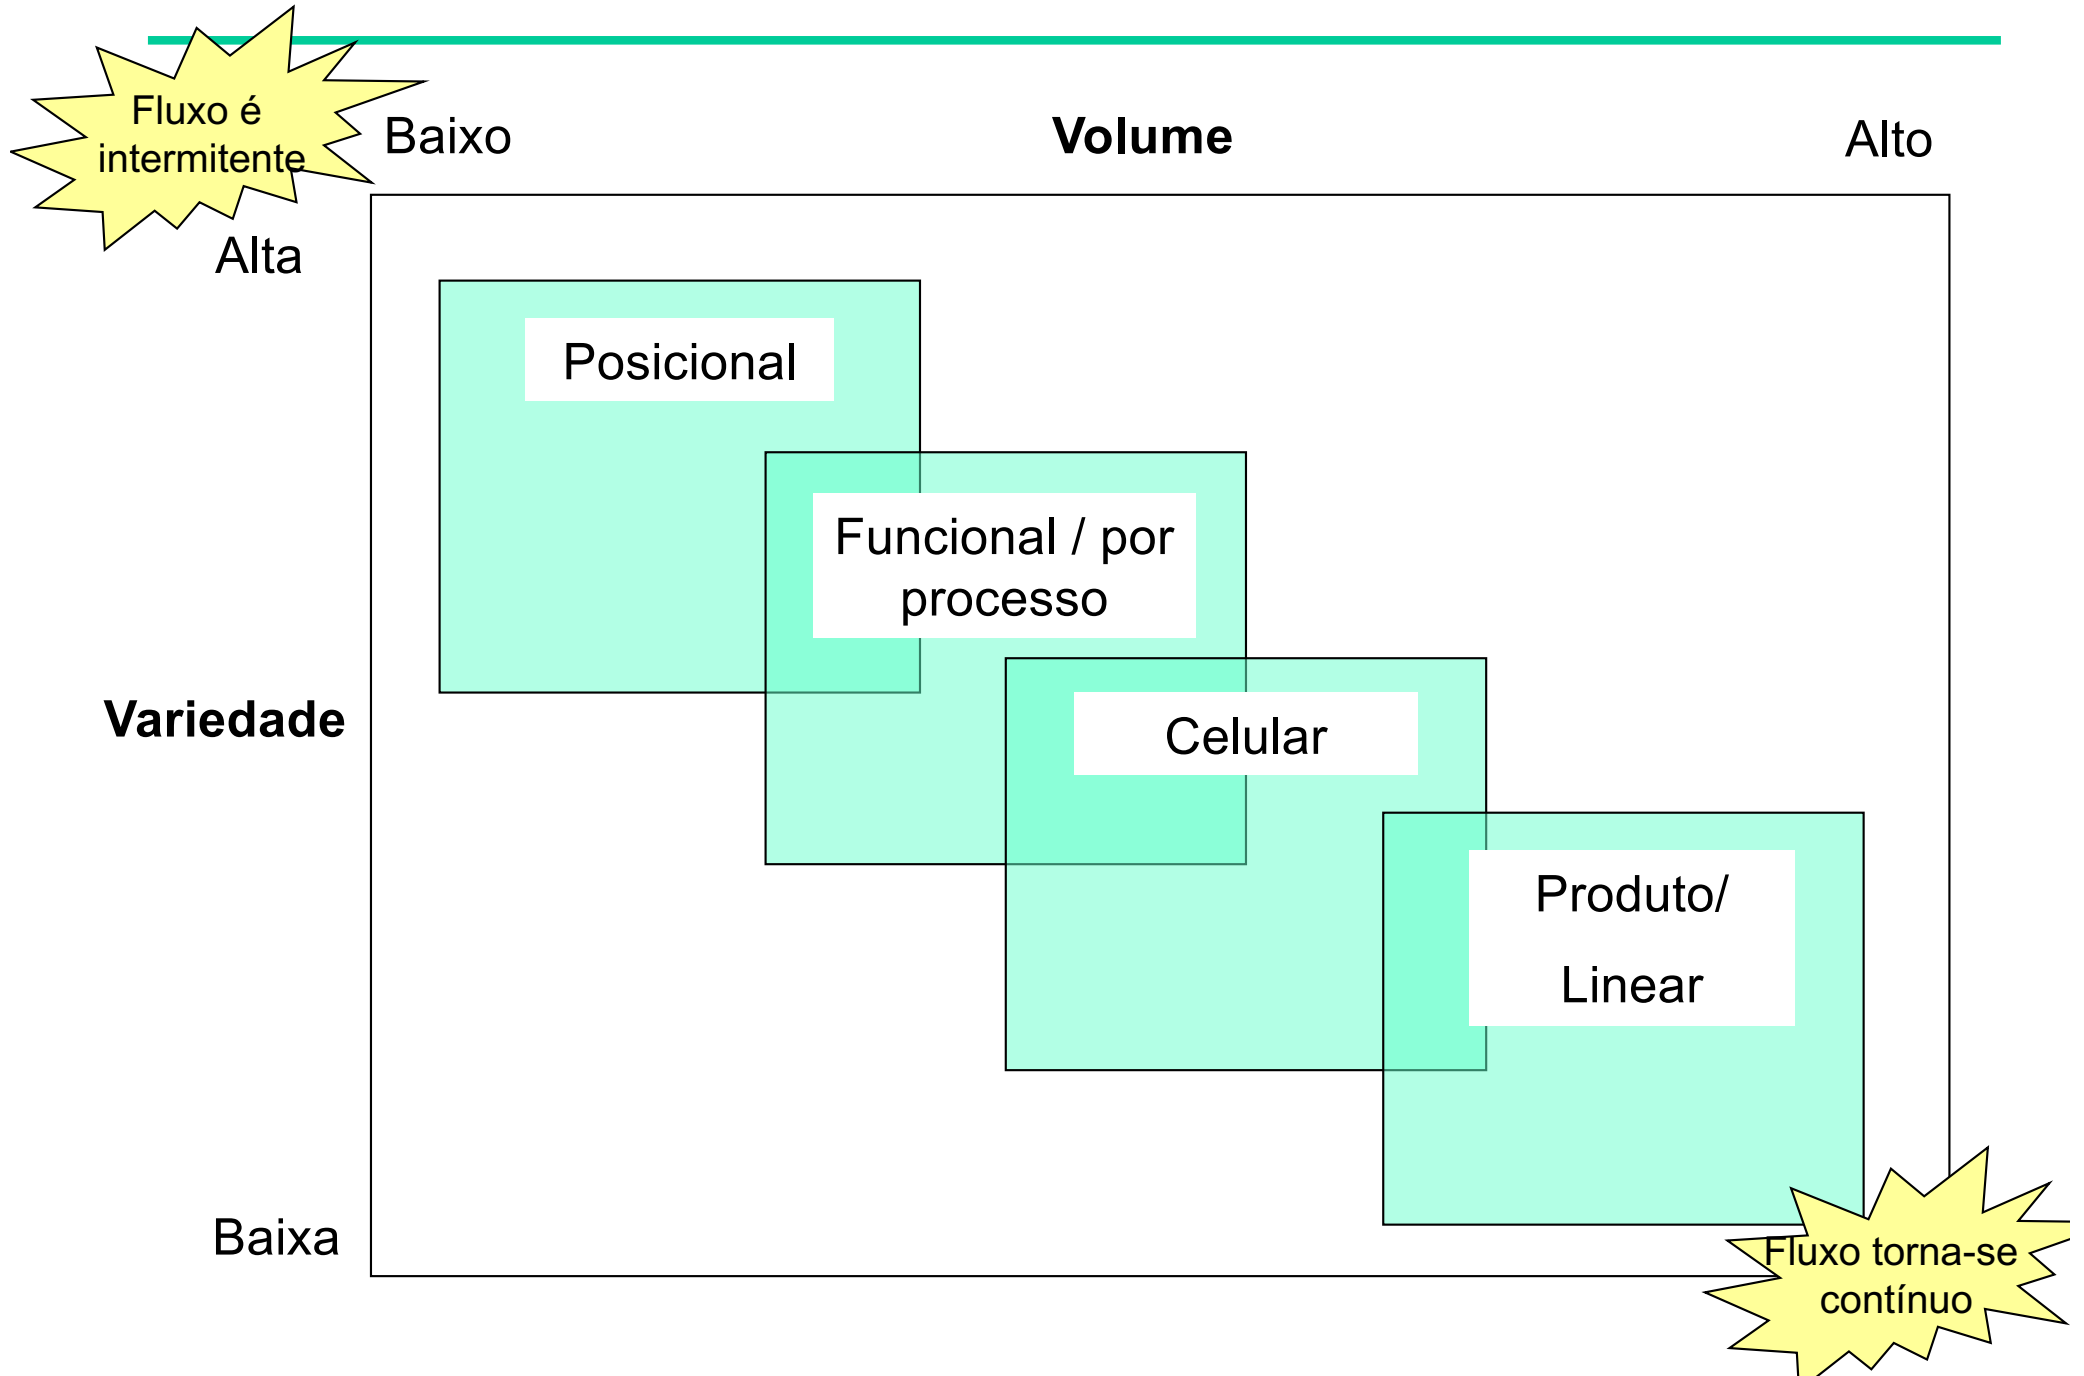 Fluxo é
intermitente
Baixo
Volume
Alto
Alta
Posicional
Funcional / por
processo
Variedade
Celular
Produto/
Linear
Baixa
Fluxo torna-se
contínuo